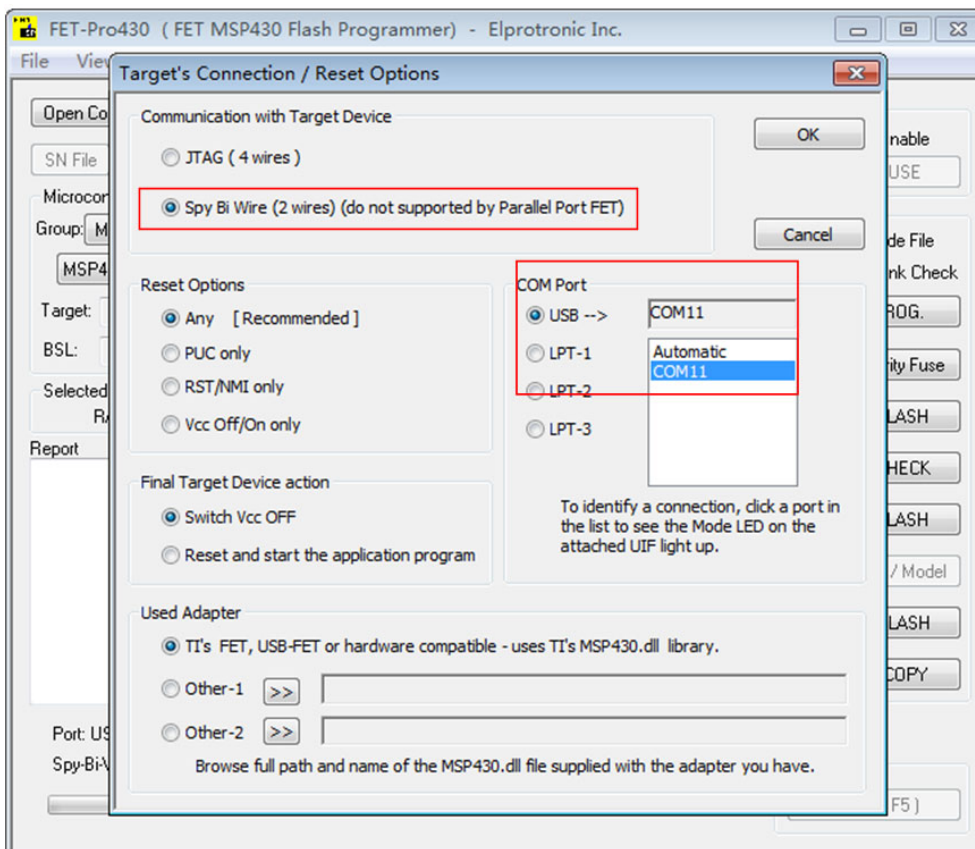 FET-Pro430 ( FET MSP430 Flash Programmer) - Elprotronic Inc.
File View
Target's Connection / Reset Options
Communication with Target Device
JTAG ( 4 wires )
Spy Bi Wire (2 wires) (do not supported by Parallel Port FET)
OK
Cancel
Reset Options
Any [ Recommended ]
PUC only
RST/NMI only
Vcc Off/On only
COM Port
USB -->
COM11
LPT-1
LPT-2
LPT-3
Automatic
COM11
To identify a connection, click a port in
the list to see the Mode LED on the
attached UIF light up.
Final Target Device action
Switch Vcc OFF
Reset and start the application program
Used Adapter
TI's FET, USB-FET or hardware compatible - uses TI's MSP430.dll library.
Other-1 >>
Other-2 >>
Browse full path and name of the MSP430.dll file supplied with the adapter you have.
Open Co
SN File
Microcor
Group: M
MSP4
Target:
BSL:
Selected
Report
Port: US
nable
USE
de File
nk Check
ROG.
ity Fuse
LASH
HECK
LASH
/ Model
LASH
COPY
F5 )